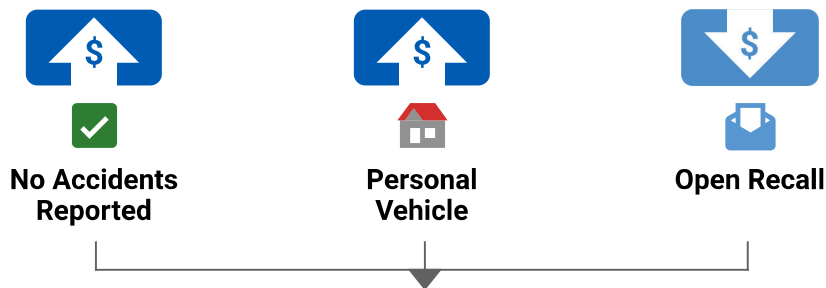 $ $ $
No Accidents
Reported
Personal
Vehicle
Open Recall